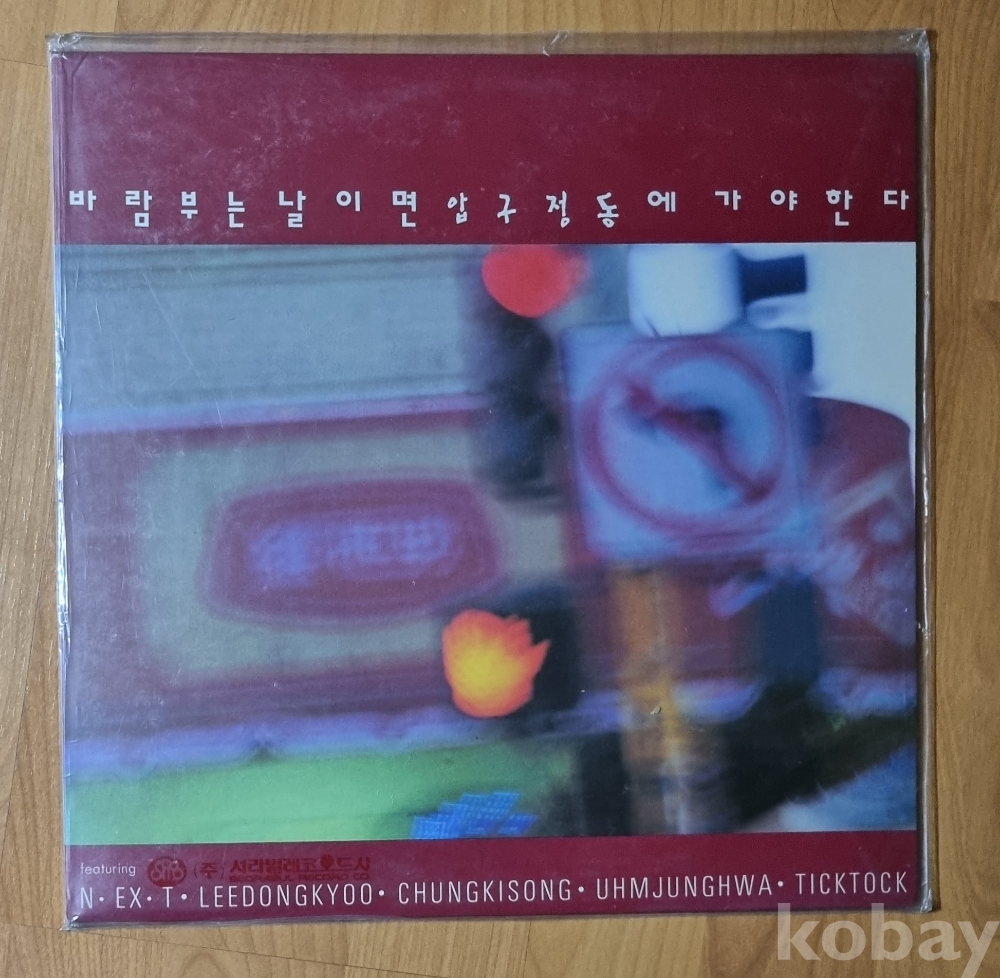 바람부는날이면압구정동에가야한다
featuring
(주)서라벌레코오드사
N·EX·T·LEEDONGKYOO·CHUNGKISONG·UHMJUNGHWA·TICKTOCK
kobay